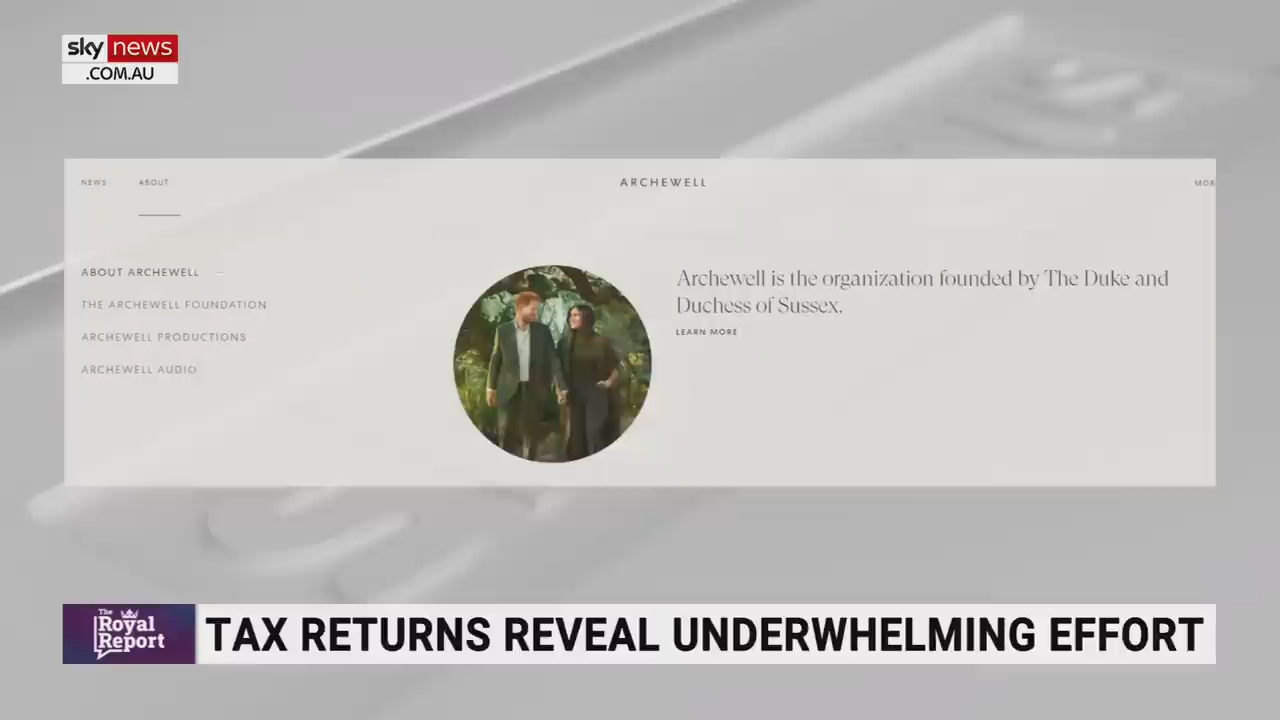 sky news
.COM.AU
NEWS ABOUT ARCHEWELL MOR
ABOUT ARCHEWELL
THE ARCHEWELL FOUNDATION
ARCHEWELL PRODUCTIONS
ARCHEWELL AUDIO
Archewell is the organization founded by The Duke and
Duchess of Sussex.
LEARN MORE
The
Royal
Report
TAX RETURNS REVEAL UNDERWHELMING EFFORT